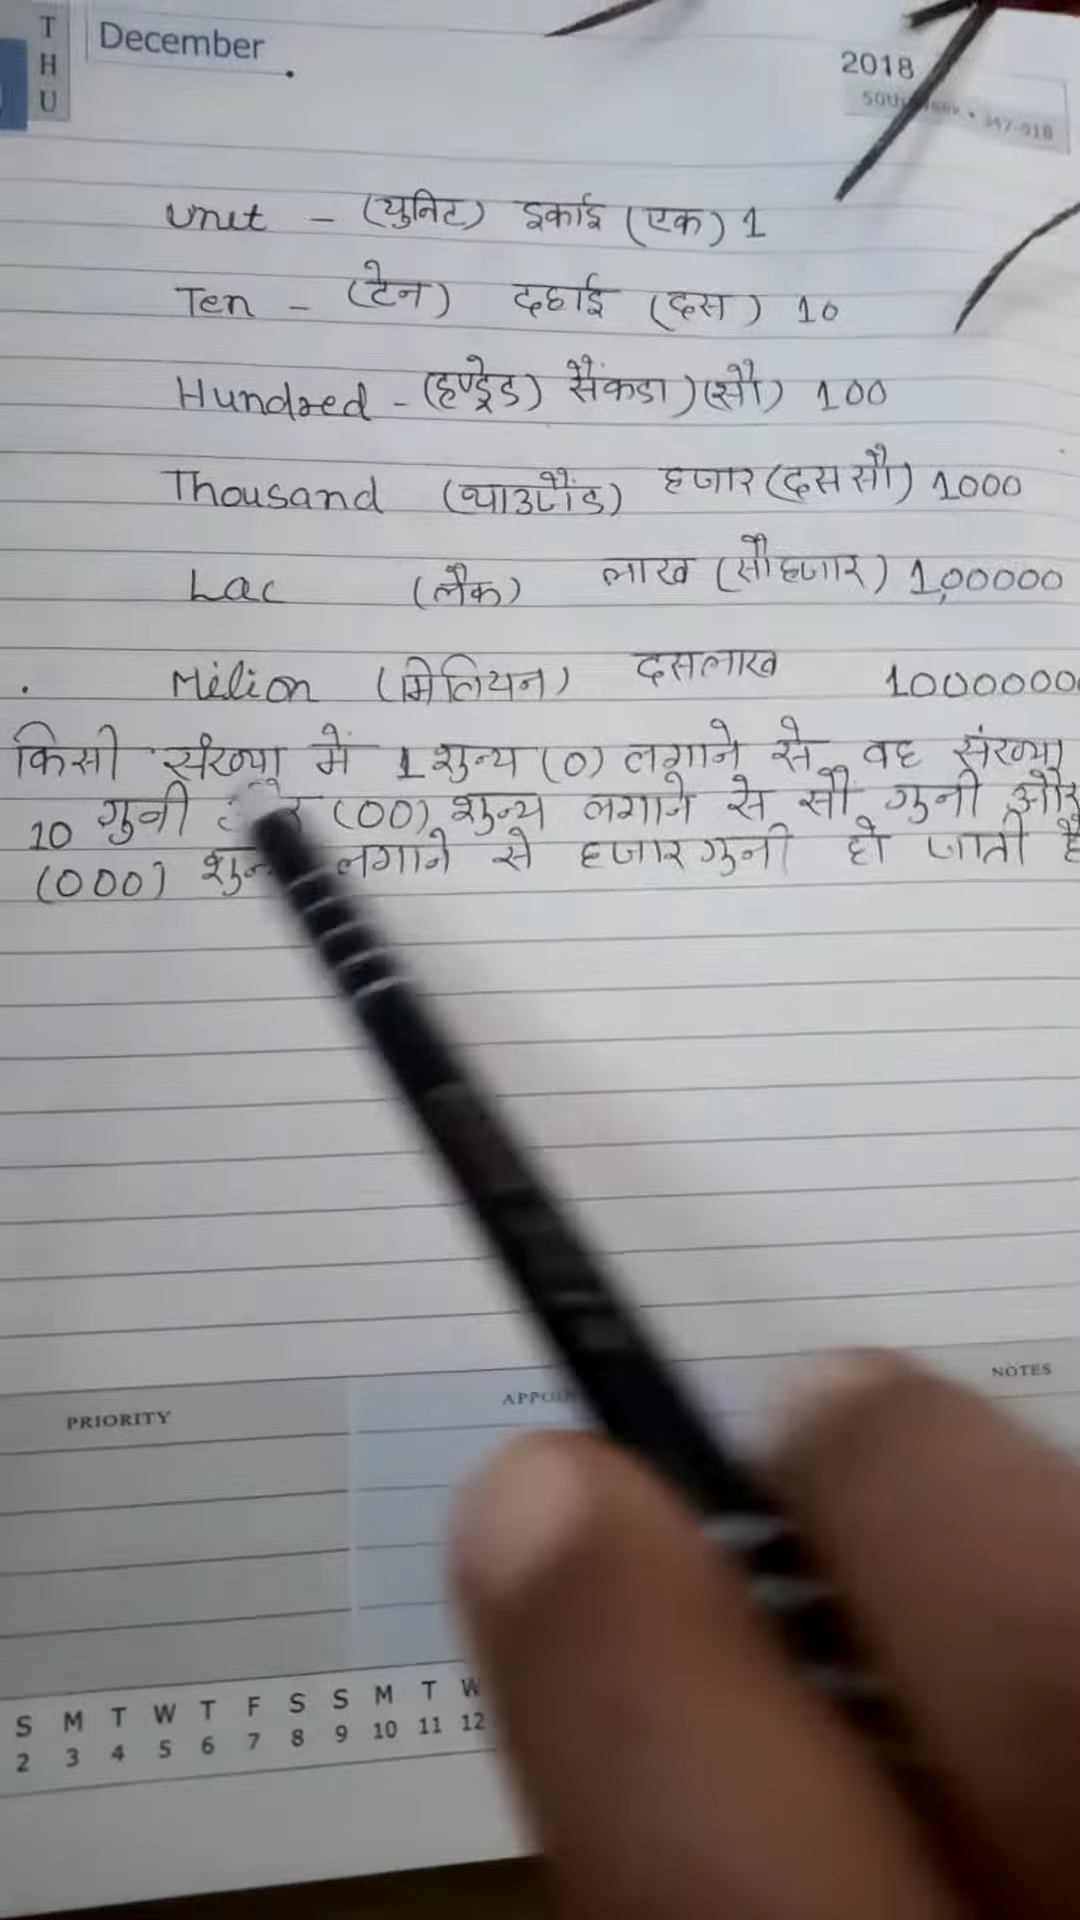 THU December 2018
Unit - (युनिट) इकाई (एक) 1
Ten - (टेन) दहाई (दस) 10
Hundred - (हण्ड्रेड) सैंकडा) (सौ) 100
Thousand (थाउजैंड) हजार (दस सौ) 1000
Lac (लैक) लाख (सौ हजार) 1,00000
Milion (मिलियन) दसलाख 1000000
किसी संख्या में 1 शुन्य (0) लगाने से वह संख्या
10 गुनी (00) शुन्य लगाने से सौ गुनी और
(000) लगाने से हजार गुनी हो जाती है
NOTES
PRIORITY
S M T W T F S S M T W
2 3 4 5 6 7 8 9 10 11 12